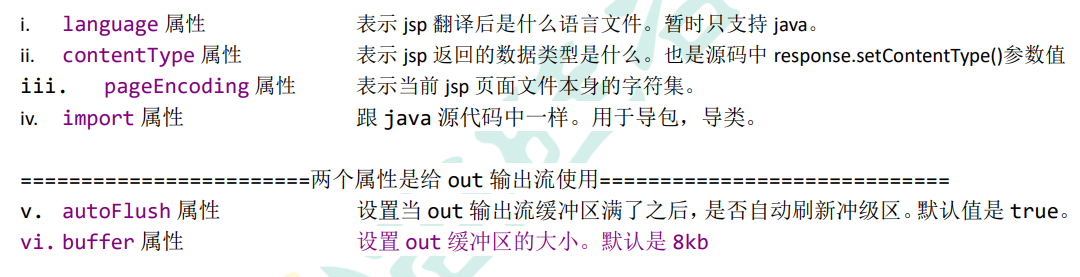 i. language 属性 表示 jsp 翻译后是什么语言文件。暂时只支持 java。
ii. contentType 属性 表示 jsp 返回的数据类型是什么。也是源码中 response.setContentType()参数值
iii. pageEncoding 属性 表示当前 jsp 页面文件本身的字符集。
iv. import 属性 跟 java 源代码中一样。用于导包，导类。
========================两个属性是给 out 输出流使用=============================
v. autoFlush 属性 设置当 out 输出流缓冲区满了之后，是否自动刷新冲级区。默认值是 true。
vi. buffer 属性 设置 out 缓冲区的大小。默认是 8kb